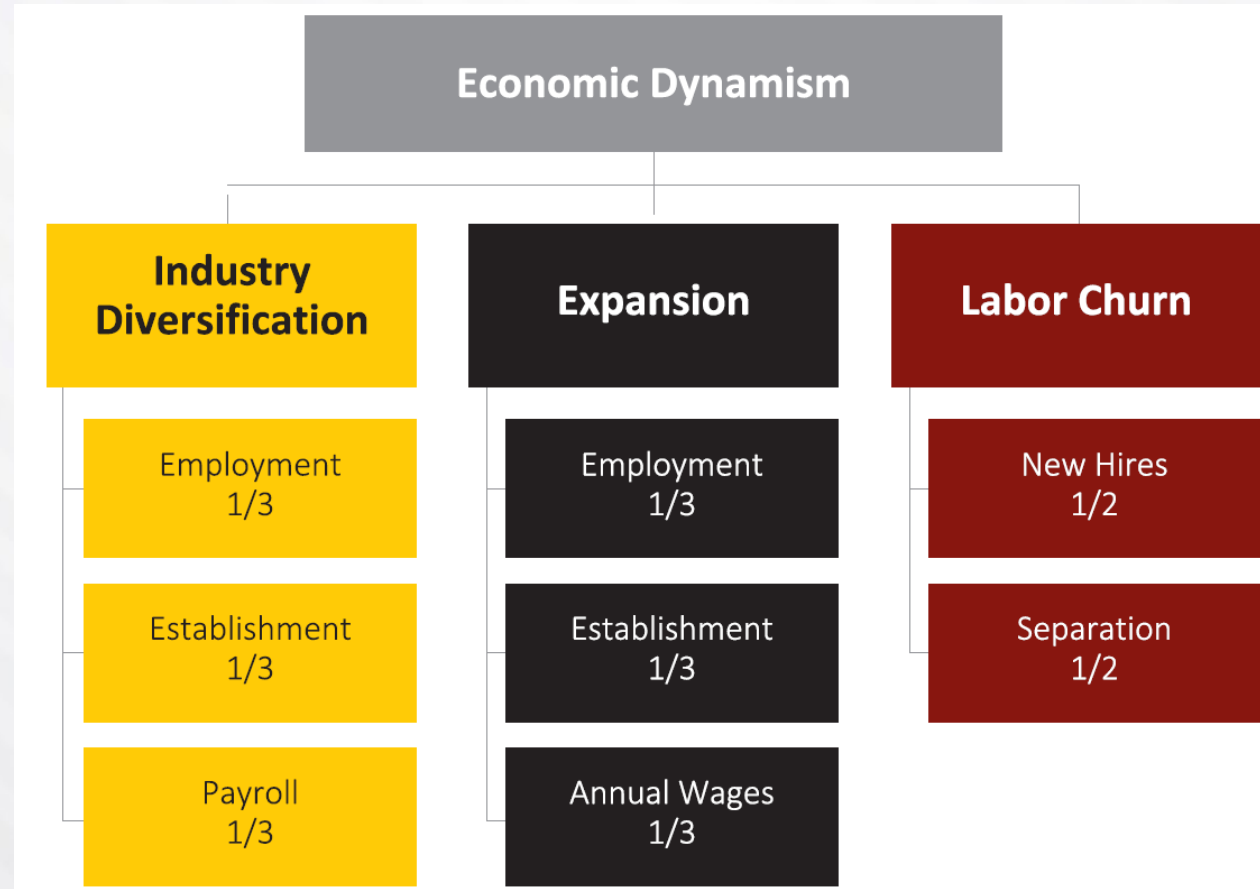 Economic Dynamism
Industry
Diversification
Employment
1/3
Establishment
1/3
Payroll
1/3
Expansion
Employment
1/3
Establishment
1/3
Annual Wages
1/3
Labor Churn
New Hires
1/2
Separation
1/2